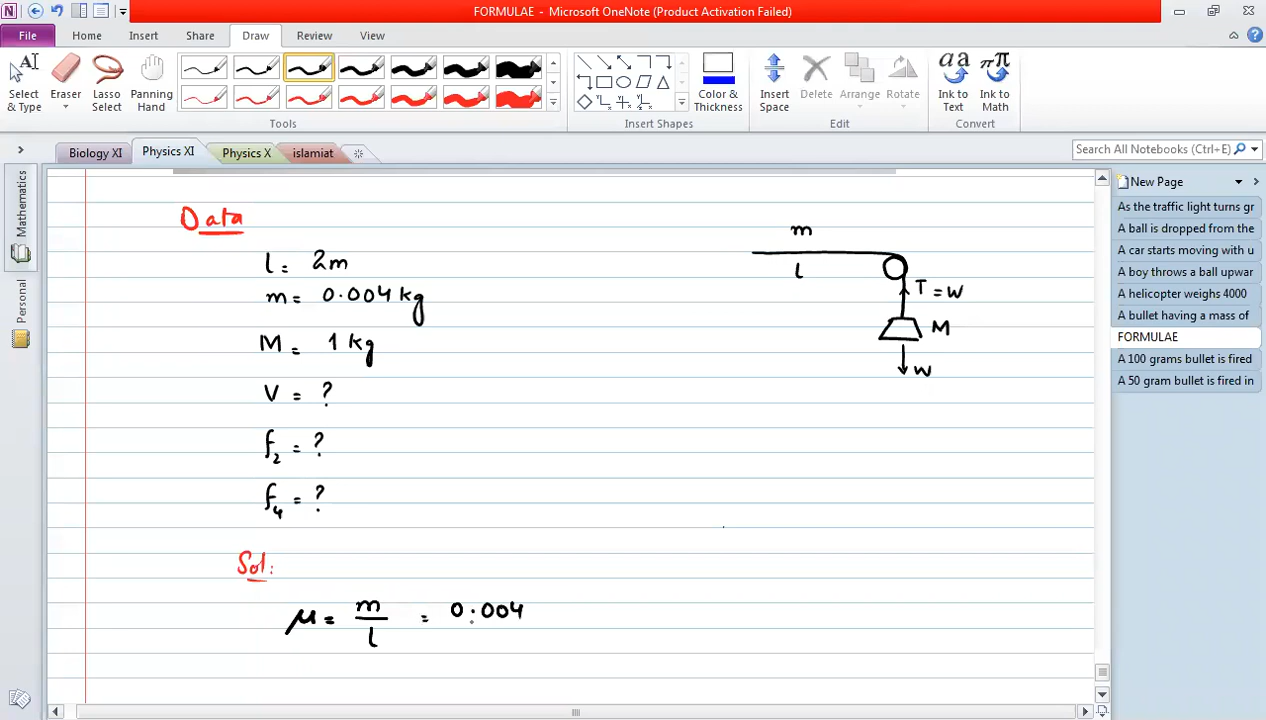 FORMULAE - Microsoft OneNote (Product Activation Failed)
File Home Insert Share Draw Review View
Select & Type
Eraser
Lasso Select
Panning Hand
Color & Thickness
Insert Space
Delete
Arrange
Rotate
Ink to Text
Ink to Math
Tools
Insert Shapes
Edit
Convert
Biology XI Physics XI Physics X islamiat
Search All Notebooks (Ctrl+E)
Mathematics
Personal
New Page
As the traffic light turns gr
A ball is dropped from the
A car starts moving with u
A boy throws a ball upwar
A helicopter weighs 4000
A bullet having a mass of
FORMULAE
A 100 grams bullet is fired
A 50 gram bullet is fired in
Data
l = 2m
m = 0.004 kg
M = 1 kg
V = ?
f₂ = ?
f₄ = ?
m
l
T = W
M
W
Sol:
μ = m/l = 0.004